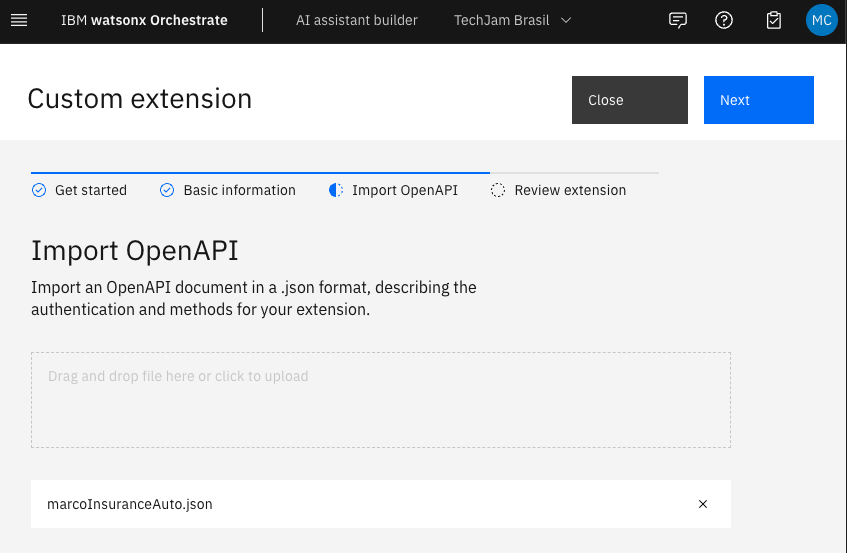 IBM watsonx Orchestrate
AI assistant builder
TechJam Brasil
MC
Custom extension
Close
Next
Get started
Basic information
Import OpenAPI
Review extension
Import OpenAPI
Import an OpenAPI document in a .json format, describing the
authentication and methods for your extension.
Drag and drop file here or click to upload
marcoInsuranceAuto.json